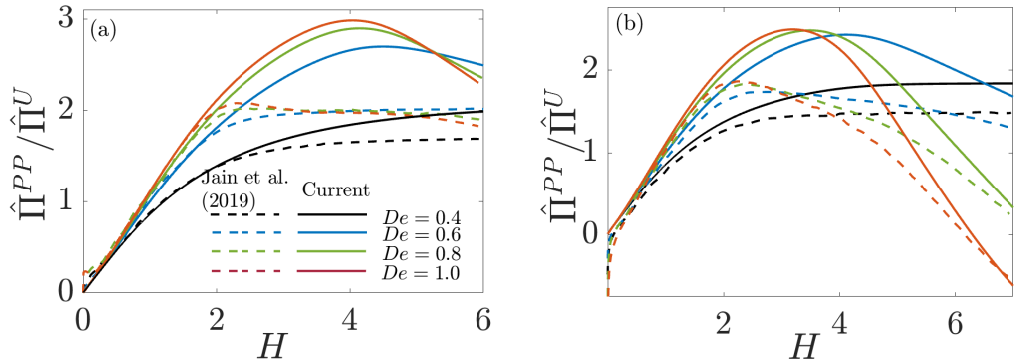 (a)
3
2
1
0
Π̂^{PP}/Π̂^{U}
Jain et al.
(2019)
Current
De = 0.4
De = 0.6
De = 0.8
De = 1.0
0
2
4
6
H
(b)
2
1
0
Π̂^{PP}/Π̂^{U}
0
2
4
6
H